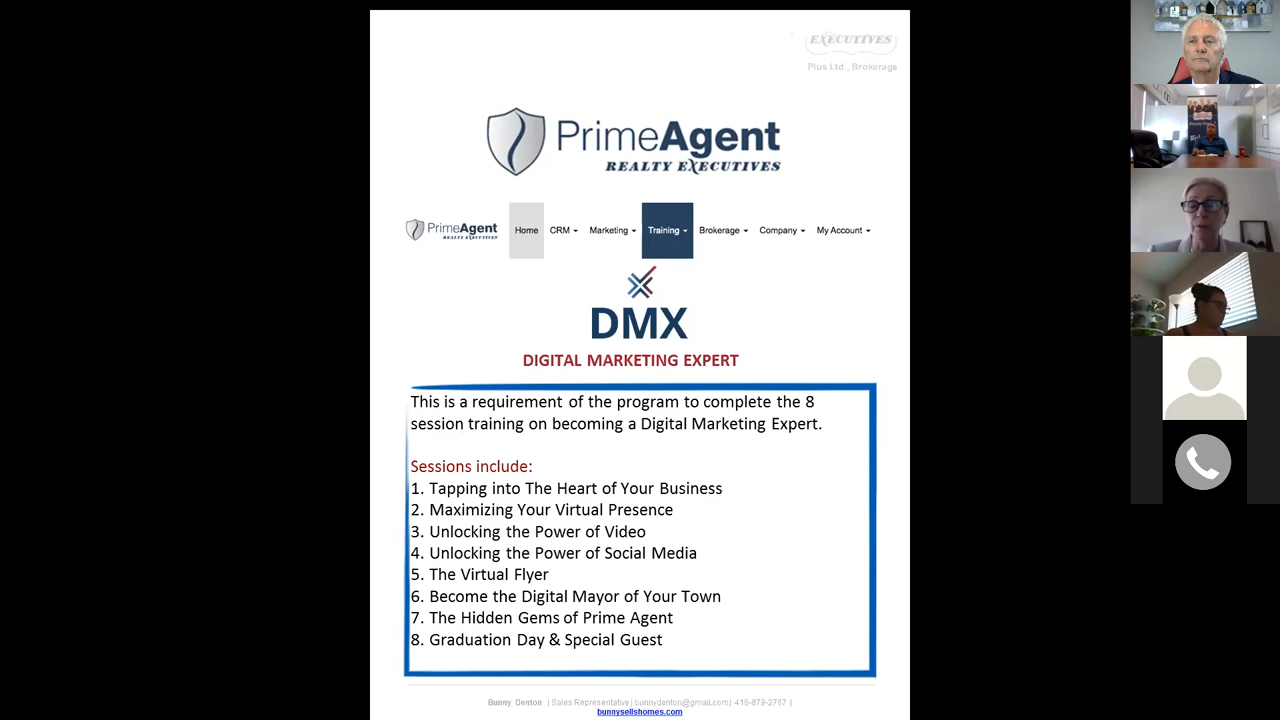 EXECUTIVES
Plus Ltd., Brokerage
PrimeAgent
REALTY EXECUTIVES
PrimeAgent
REALTY EXECUTIVES
Home CRM Marketing Training Brokerage Company My Account
DMX
DIGITAL MARKETING EXPERT
This is a requirement of the program to complete the 8
session training on becoming a Digital Marketing Expert.
Sessions include:
1. Tapping into The Heart of Your Business
2. Maximizing Your Virtual Presence
3. Unlocking the Power of Video
4. Unlocking the Power of Social Media
5. The Virtual Flyer
6. Become the Digital Mayor of Your Town
7. The Hidden Gems of Prime Agent
8. Graduation Day & Special Guest
Bunny Denton | Sales Representative | bunnydenton@gmail.com | 416-879-2757 |
bunnysellshomes.com